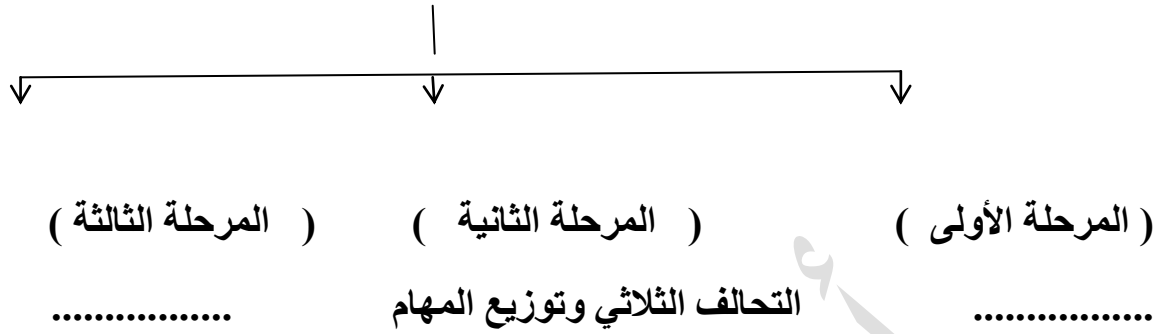 ( المرحلة الأولى ) ( المرحلة الثانية ) ( المرحلة الثالثة )
................. التحالف الثلاثي وتوزيع المهام .................